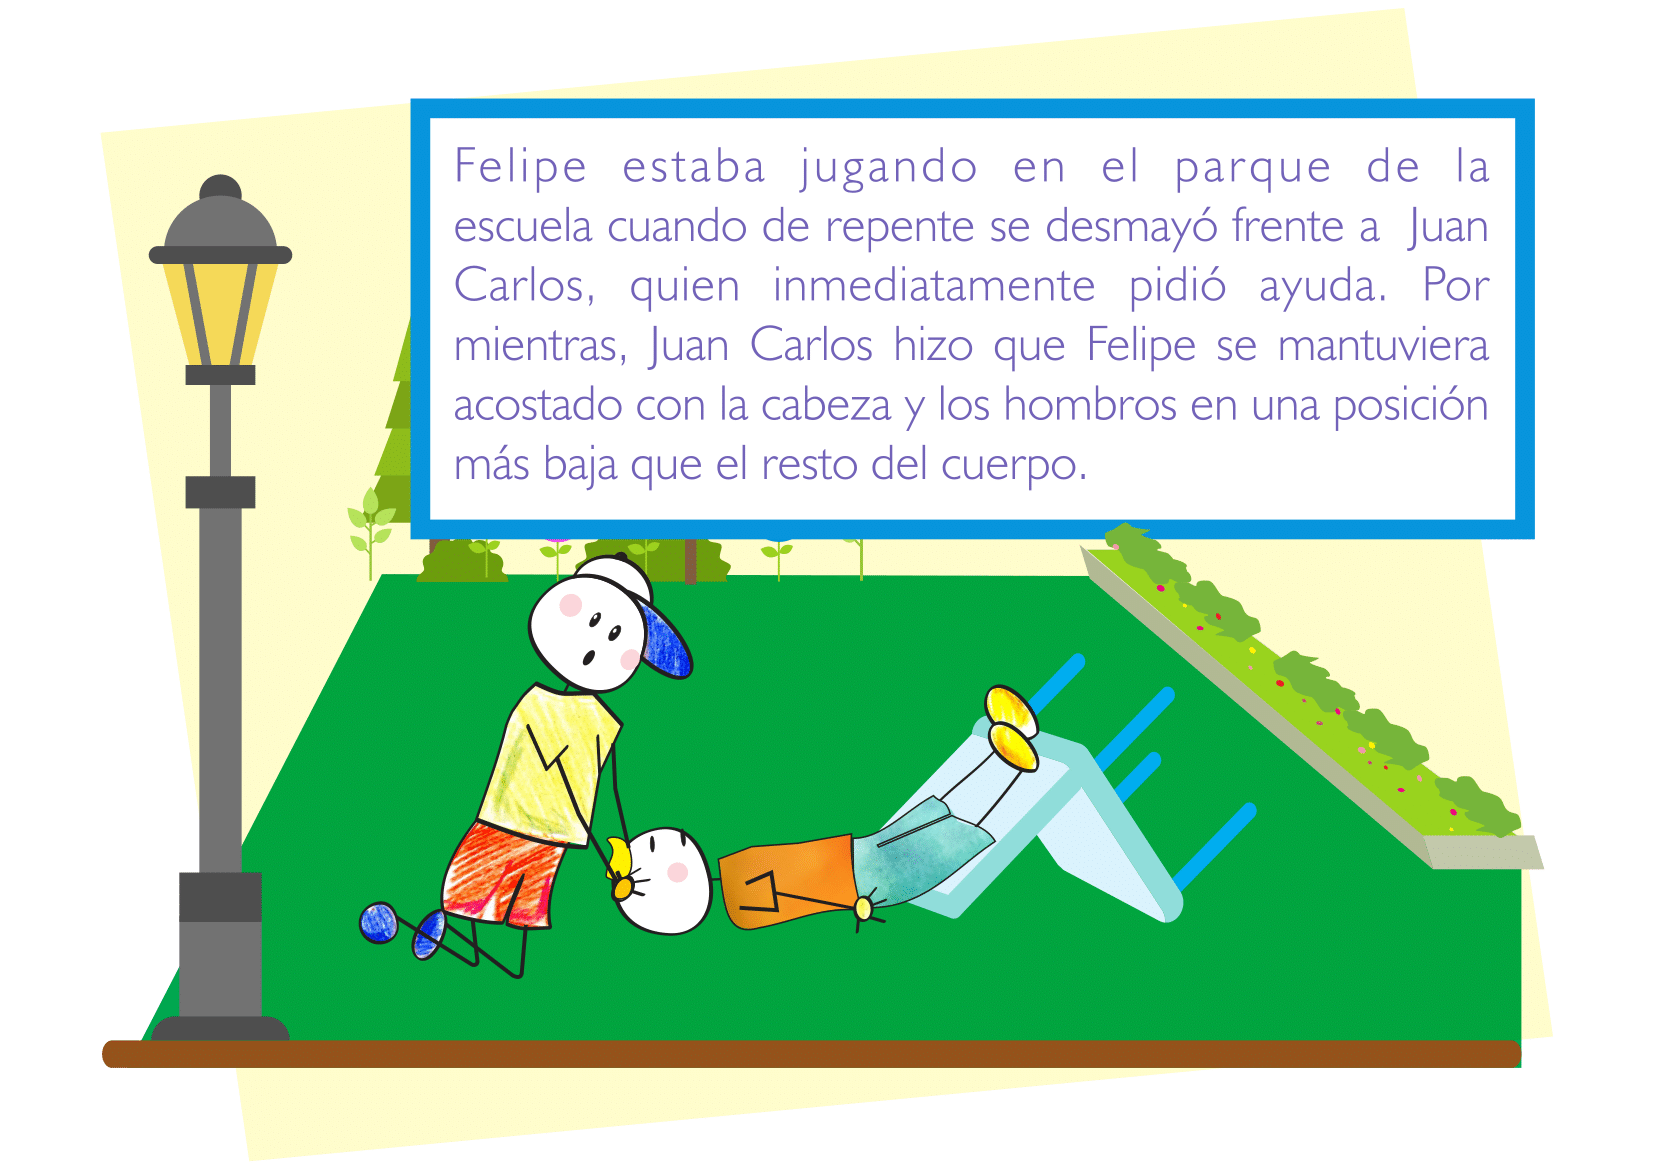 Felipe estaba jugando en el parque de la
escuela cuando de repente se desmayó frente a Juan
Carlos, quien inmediatamente pidió ayuda. Por
mientras, Juan Carlos hizo que Felipe se mantuviera
acostado con la cabeza y los hombros en una posición
más baja que el resto del cuerpo.